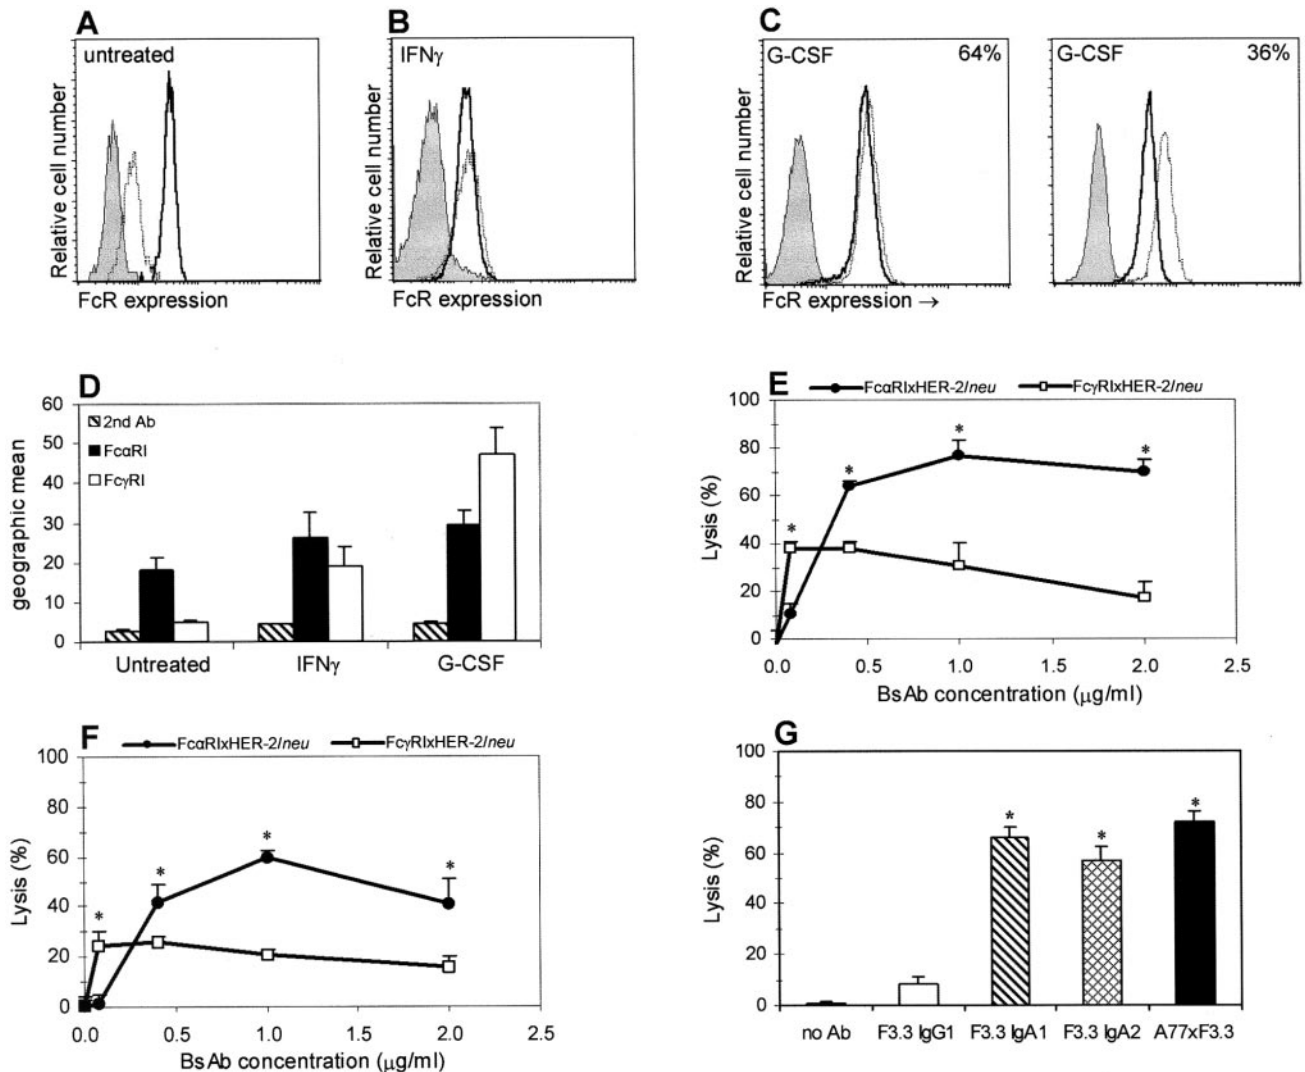 A
untreated
Relative cell number
FcR expression
B
IFNγ
Relative cell number
FcR expression
C
G-CSF 64%
Relative cell number
FcR expression →
G-CSF 36%
D
60
50
40
30
20
10
0
geographic mean
2nd Ab
FcαRI
FcγRI
Untreated IFNγ G-CSF
E
FcαRIxHER-2/neu FcγRIxHER-2/neu
100
80
60
40
20
0
Lysis (%)
* * * *
0.0 0.5 1.0 1.5 2.0 2.5
BsAb concentration (μg/ml)
F
FcαRIxHER-2/neu FcγRIxHER-2/neu
100
80
60
40
20
0
Lysis (%)
* * * *
0.0 0.5 1.0 1.5 2.0 2.5
BsAb concentration (μg/ml)
G
100
80
60
40
20
0
Lysis (%)
* * *
no Ab F3.3 IgG1 F3.3 IgA1 F3.3 IgA2 A77xF3.3